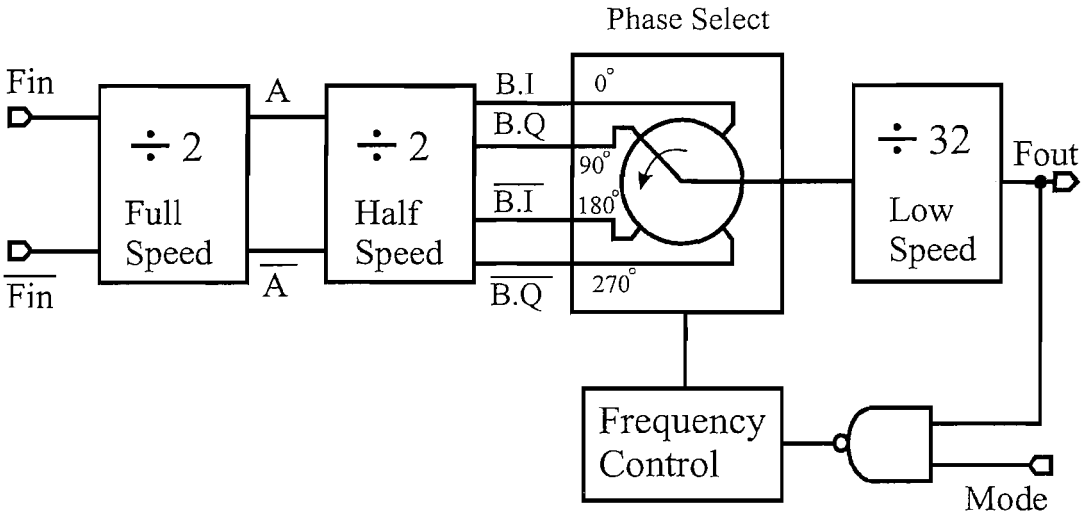 Phase Select
Fin
A
B.I
0°
÷ 2
÷ 2
B.Q
90°
÷ 32
Fout
Full
Speed
Half
Speed
B.I
180°
Low
Speed
Fin
A
B.Q
270°
Frequency
Control
Mode